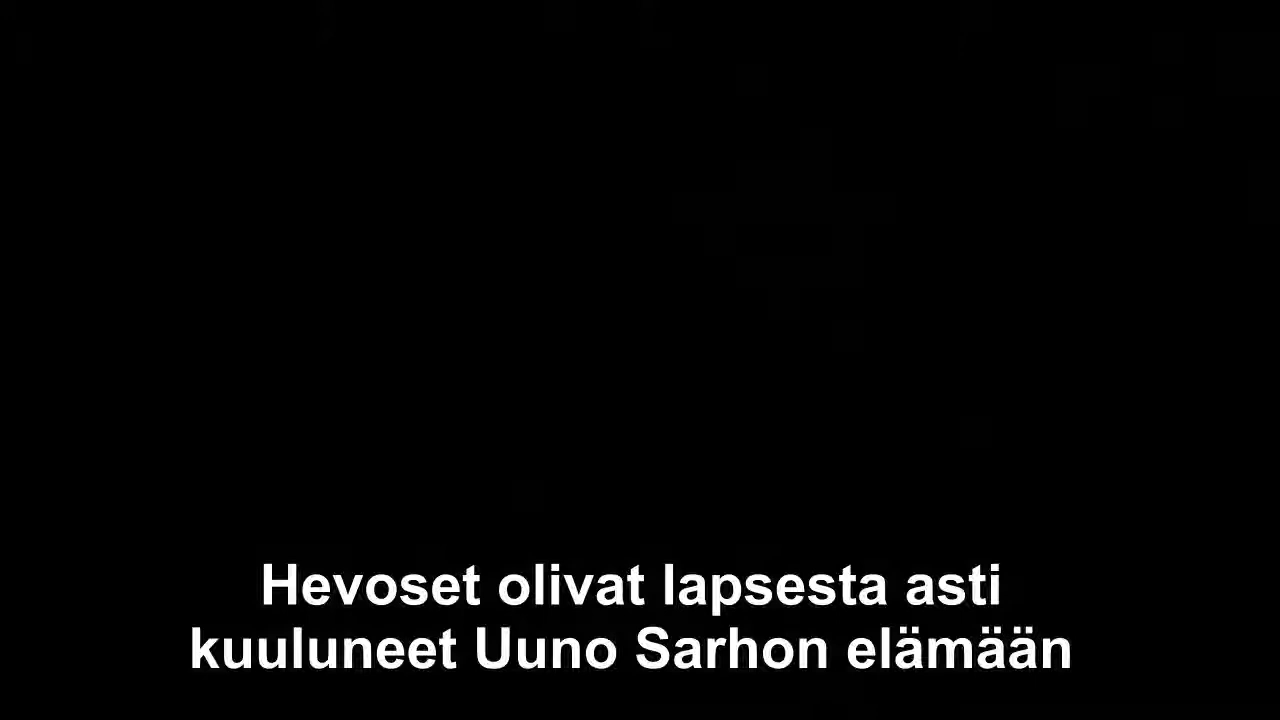 Hevoset olivat lapsesta asti
kuuluneet Uuno Sarhon elämään